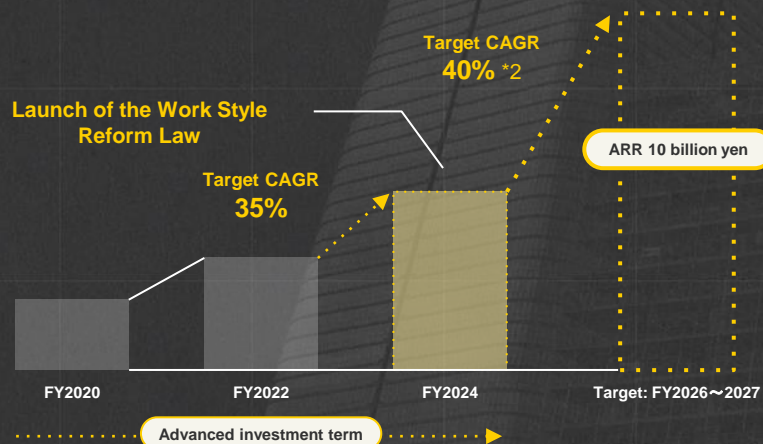 Target CAGR
40% *2
Launch of the Work Style
Reform Law
ARR 10 billion yen
Target CAGR
35%
FY2020
FY2022
FY2024
Target: FY2026～2027
Advanced investment term